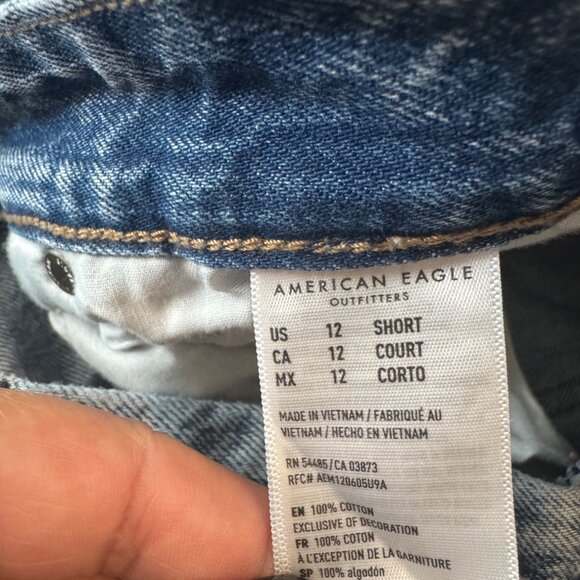 AMERICAN EAGLE
OUTFITTERS
US 12 SHORT
CA 12 COURT
MX 12 CORTO
MADE IN VIETNAM / FABRIQUÉ AU
VIETNAM / HECHO EN VIETNAM
RN 54485/CA 03873
RFC# AEM120605U9A
EN 100% COTTON
EXCLUSIVE OF DECORATION
FR 100% COTON
À L'EXCEPTION DE LA GARNITURE
SP 100% algodón